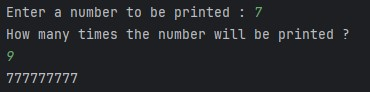 Enter a number to be printed : 7
How many times the number will be printed ?
9
777777777